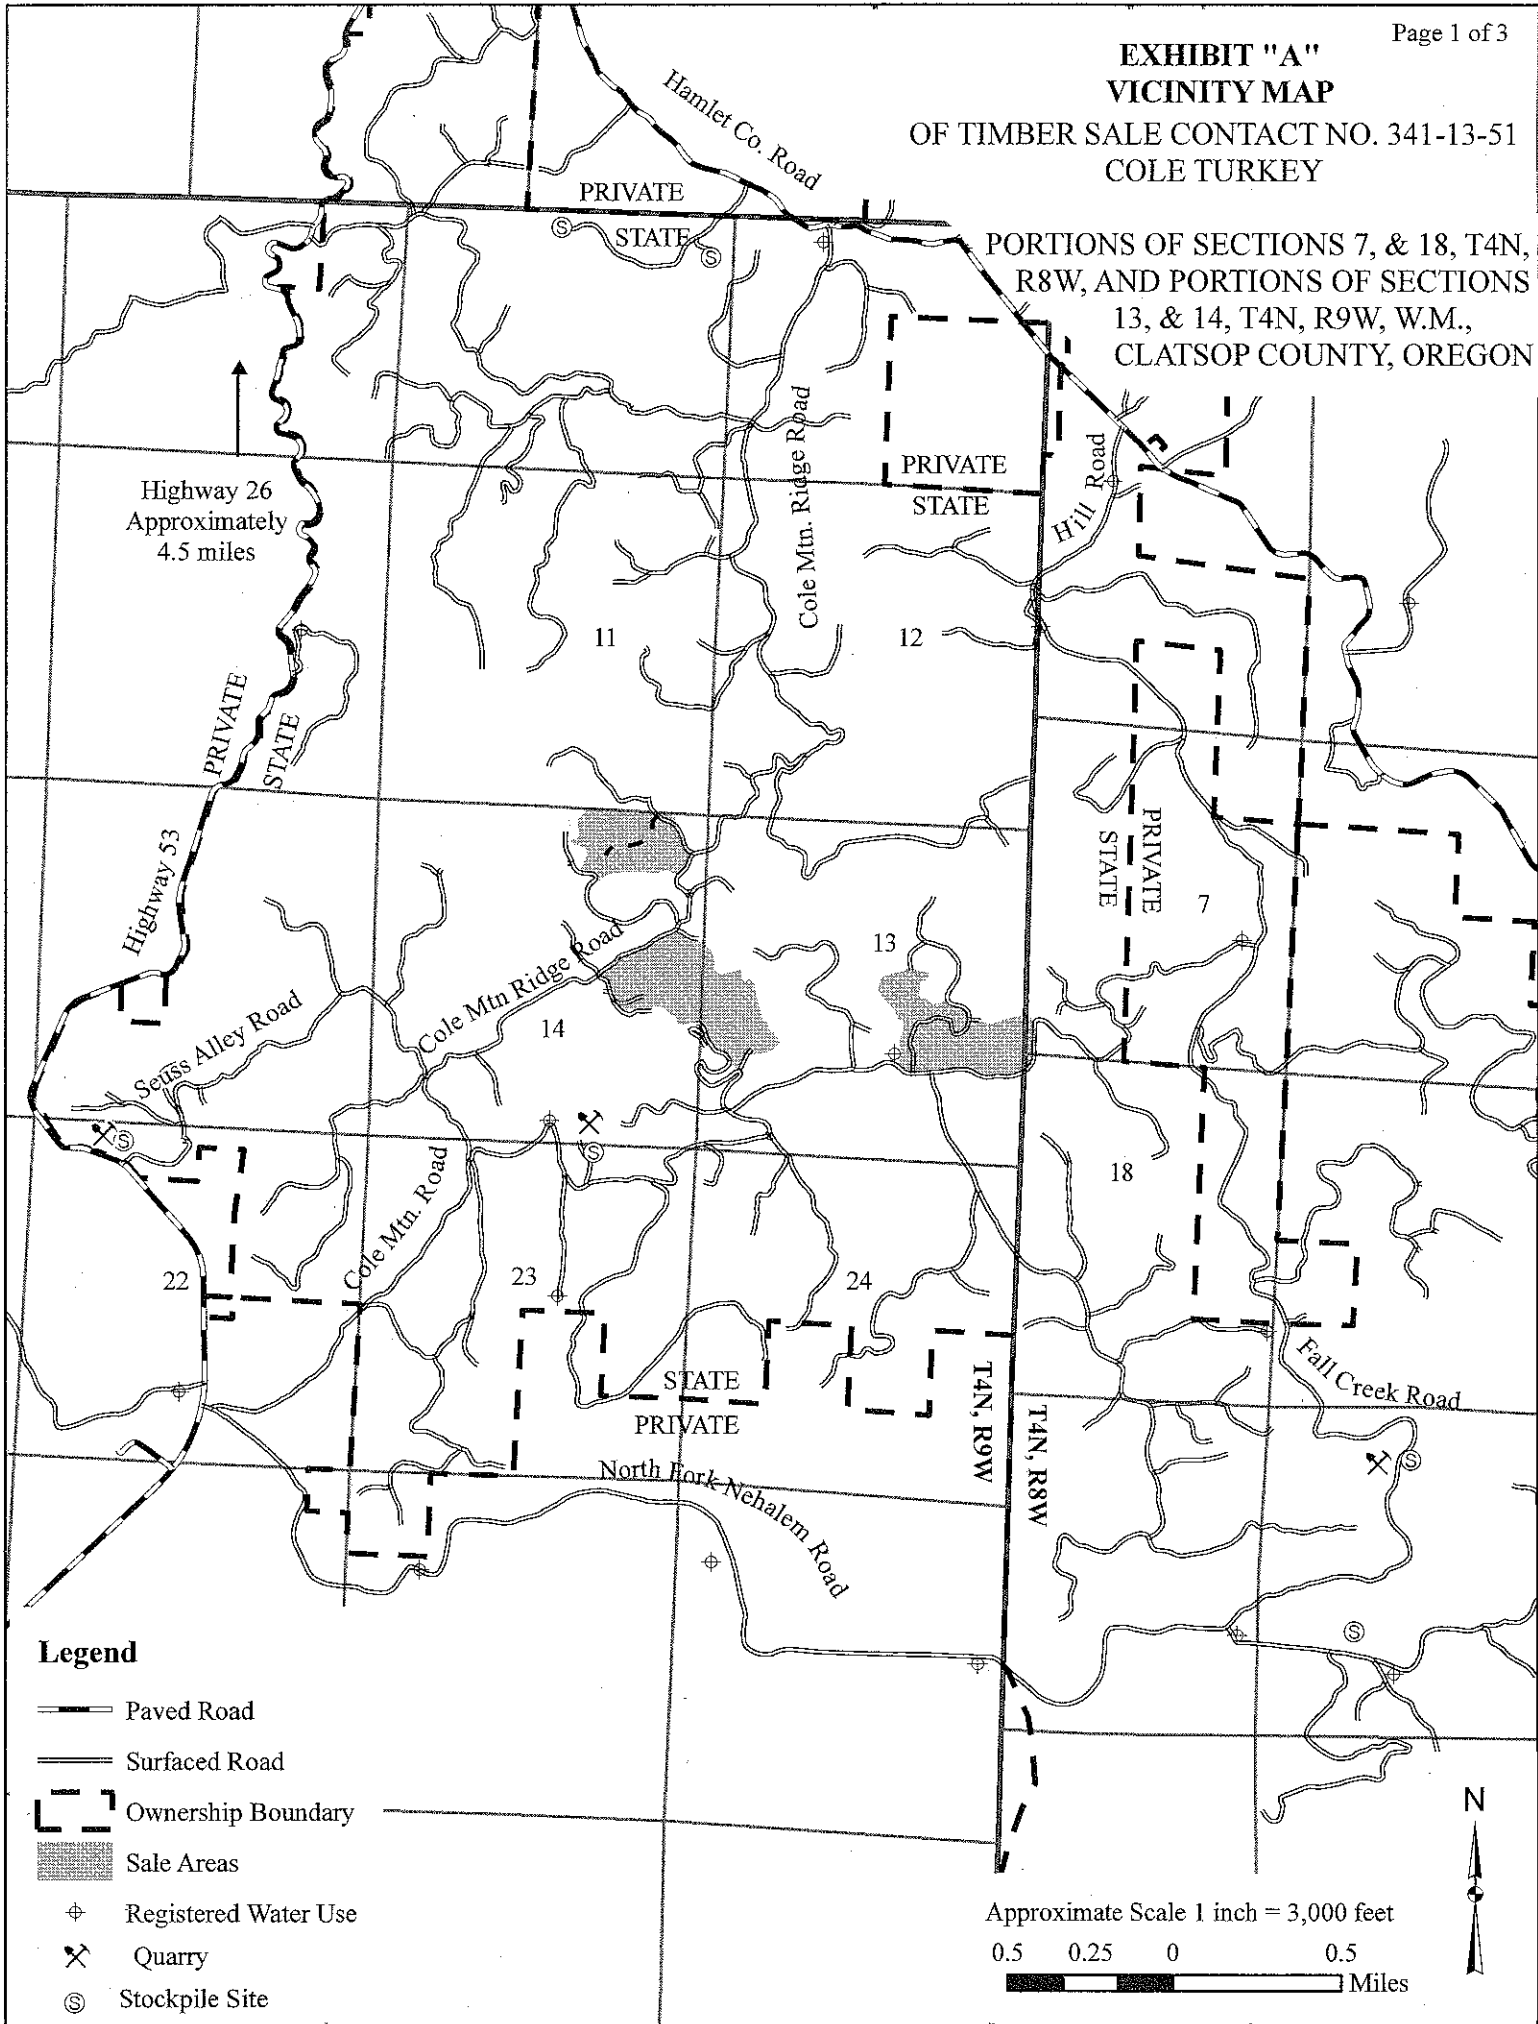 Page 1 of 3
EXHIBIT "A"
VICINITY MAP
OF TIMBER SALE CONTACT NO. 341-13-51
COLE TURKEY
PORTIONS OF SECTIONS 7, & 18, T4N,
R8W, AND PORTIONS OF SECTIONS
13, & 14, T4N, R9W, W.M.,
CLATSOP COUNTY, OREGON
Hamlet Co. Road
PRIVATE
STATE
S
S
Cole Mtn. Ridge Road
PRIVATE
STATE
Hill Road
Highway 26
Approximately
4.5 miles
11
12
PRIVATE
STATE
Highway 53
PRIVATE
STATE
7
13
Cole Mtn Ridge Road
14
Seuss Alley Road
S
S
18
Cole Mtn. Road
22
23
24
STATE
PRIVATE
T4N, R9W
T4N, R8W
Fall Creek Road
S
North Fork Nehalem Road
S
Legend
Paved Road
Surfaced Road
Ownership Boundary
Sale Areas
Registered Water Use
Quarry
S Stockpile Site
N
Approximate Scale 1 inch = 3,000 feet
0.5 0.25 0 0.5
Miles